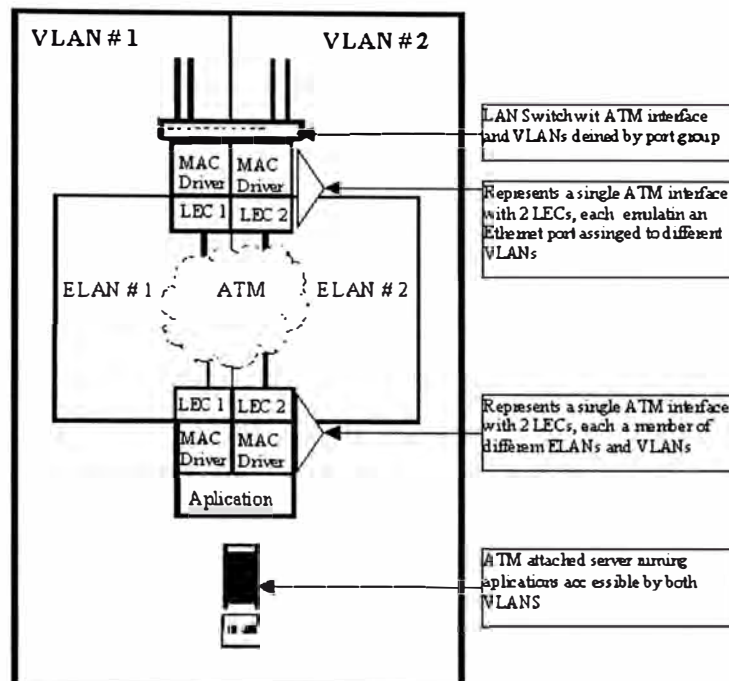 VLAN # 1
VLAN # 2
LAN Switch wit ATM interface
and VLANs deined by port group
MAC
Driver
MAC
Driver
LEC 1
LEC 2
Represents a single ATM interface
with 2 LECs, each emulatin an
Ethernet port assinged to different
VLANs
ELAN # 1
ATM
ELAN # 2
LEC 1
LEC 2
MAC
Driver
MAC
Driver
Aplication
Represents a single ATM interface
with 2 LECs, each a member of
differen ELANs and VLANs
ATM attached server running
aplications acc essible by both
VLANS